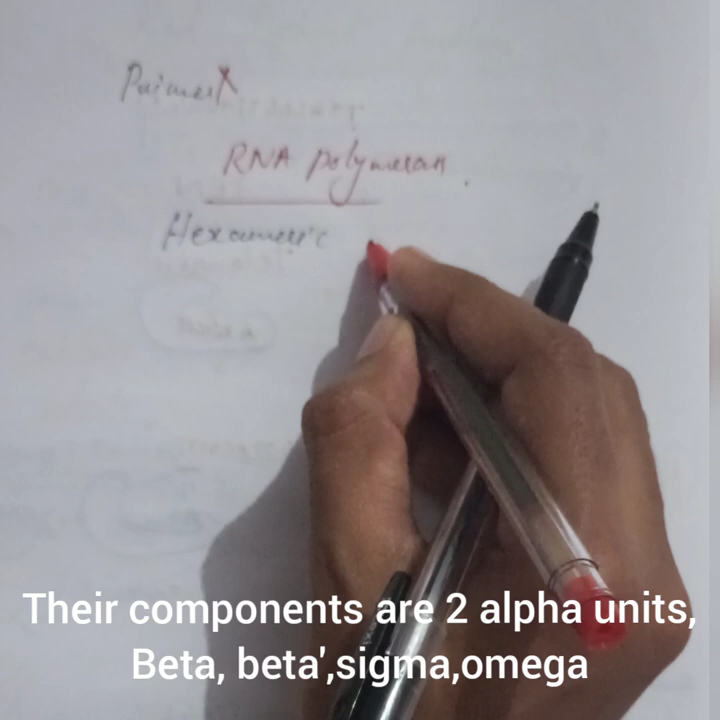 Primer X
RNA polymerase
Hexameric
Their components are 2 alpha units,
Beta, beta',sigma,omega